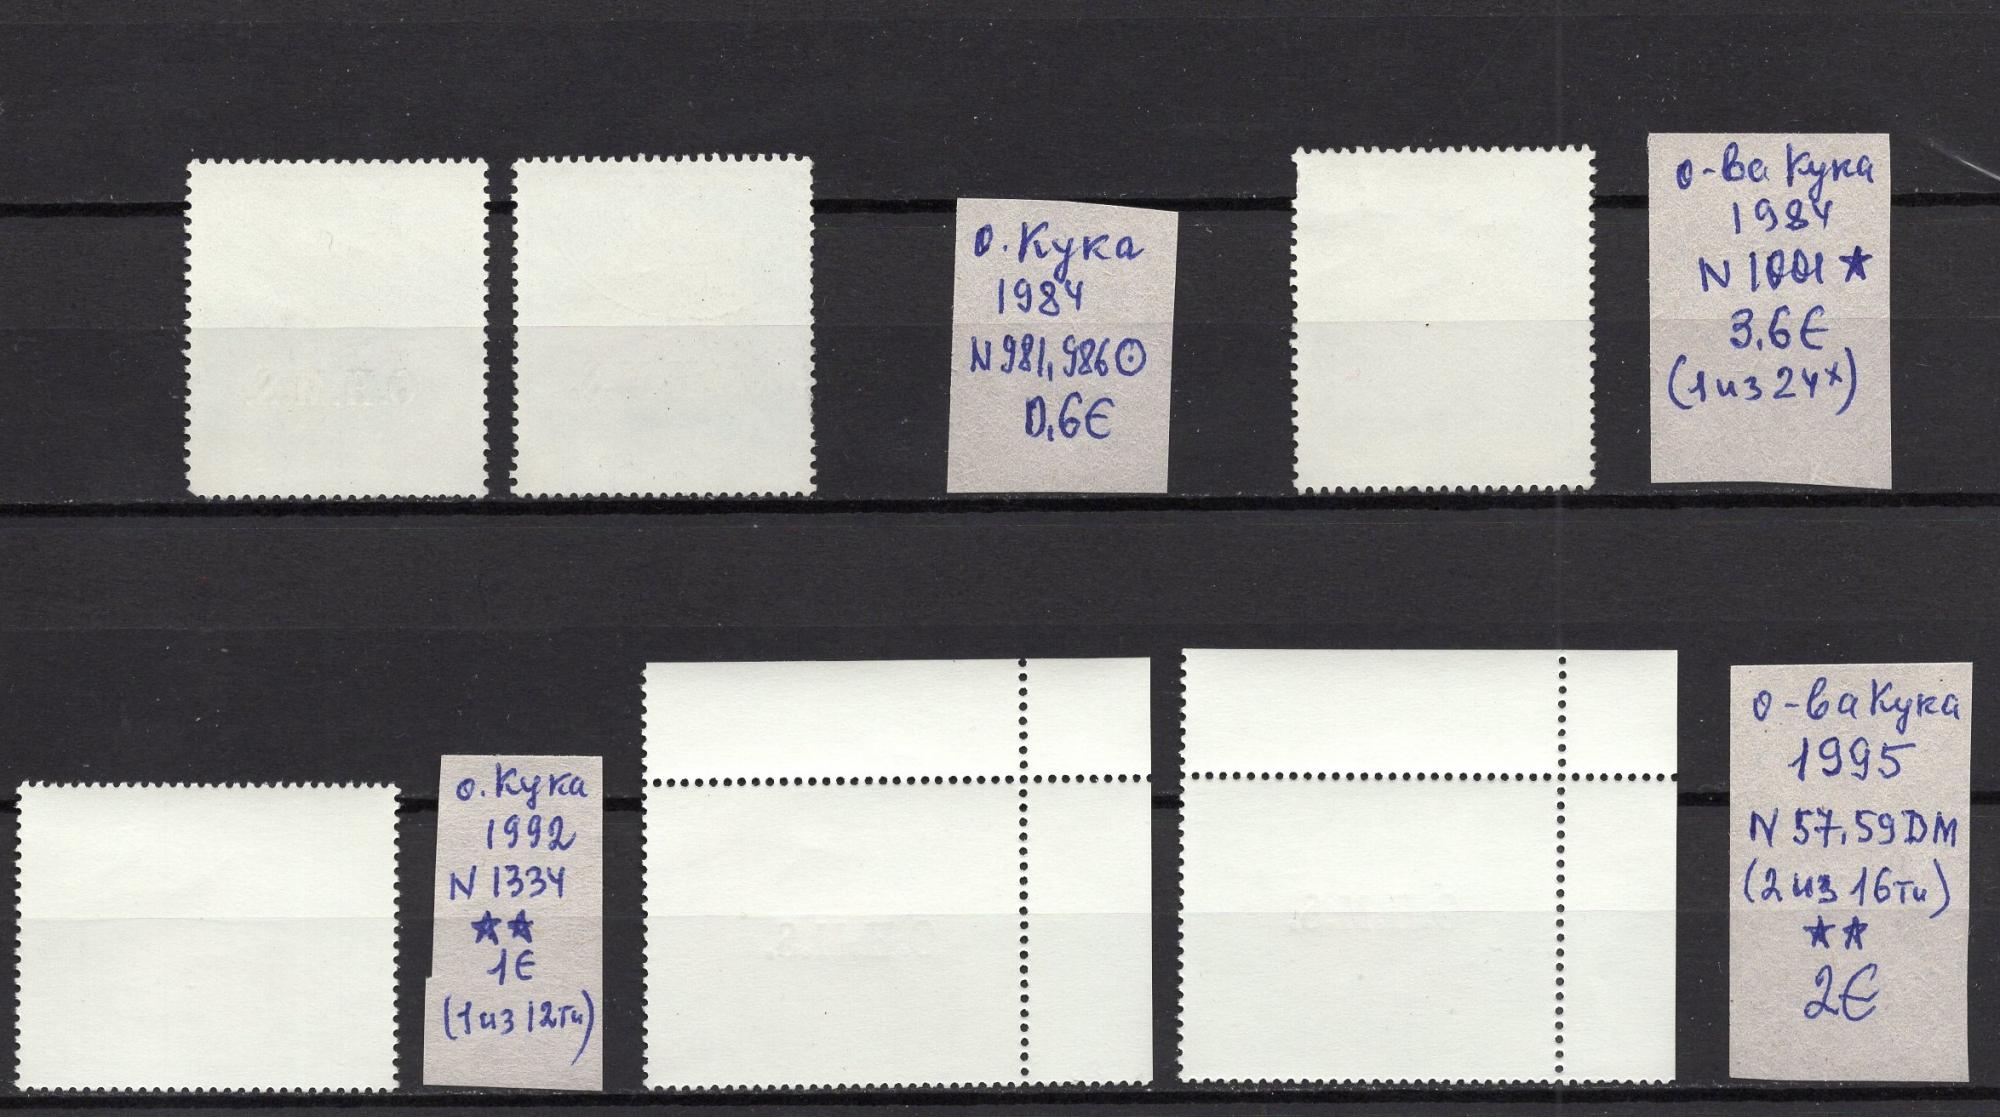 о. Кука
1984
N 981, 986 ⊙
0,6€
о-ва Кука
1984
N 1001 ★
3,6€
(1 из 24х)
о. Кука
1992
N 1334
★★
1€
(1 из 12ти)
о-ва Кука
1995
N 57, 59 DM
(2 из 16ти)
★★
2€
O.H.M.S.